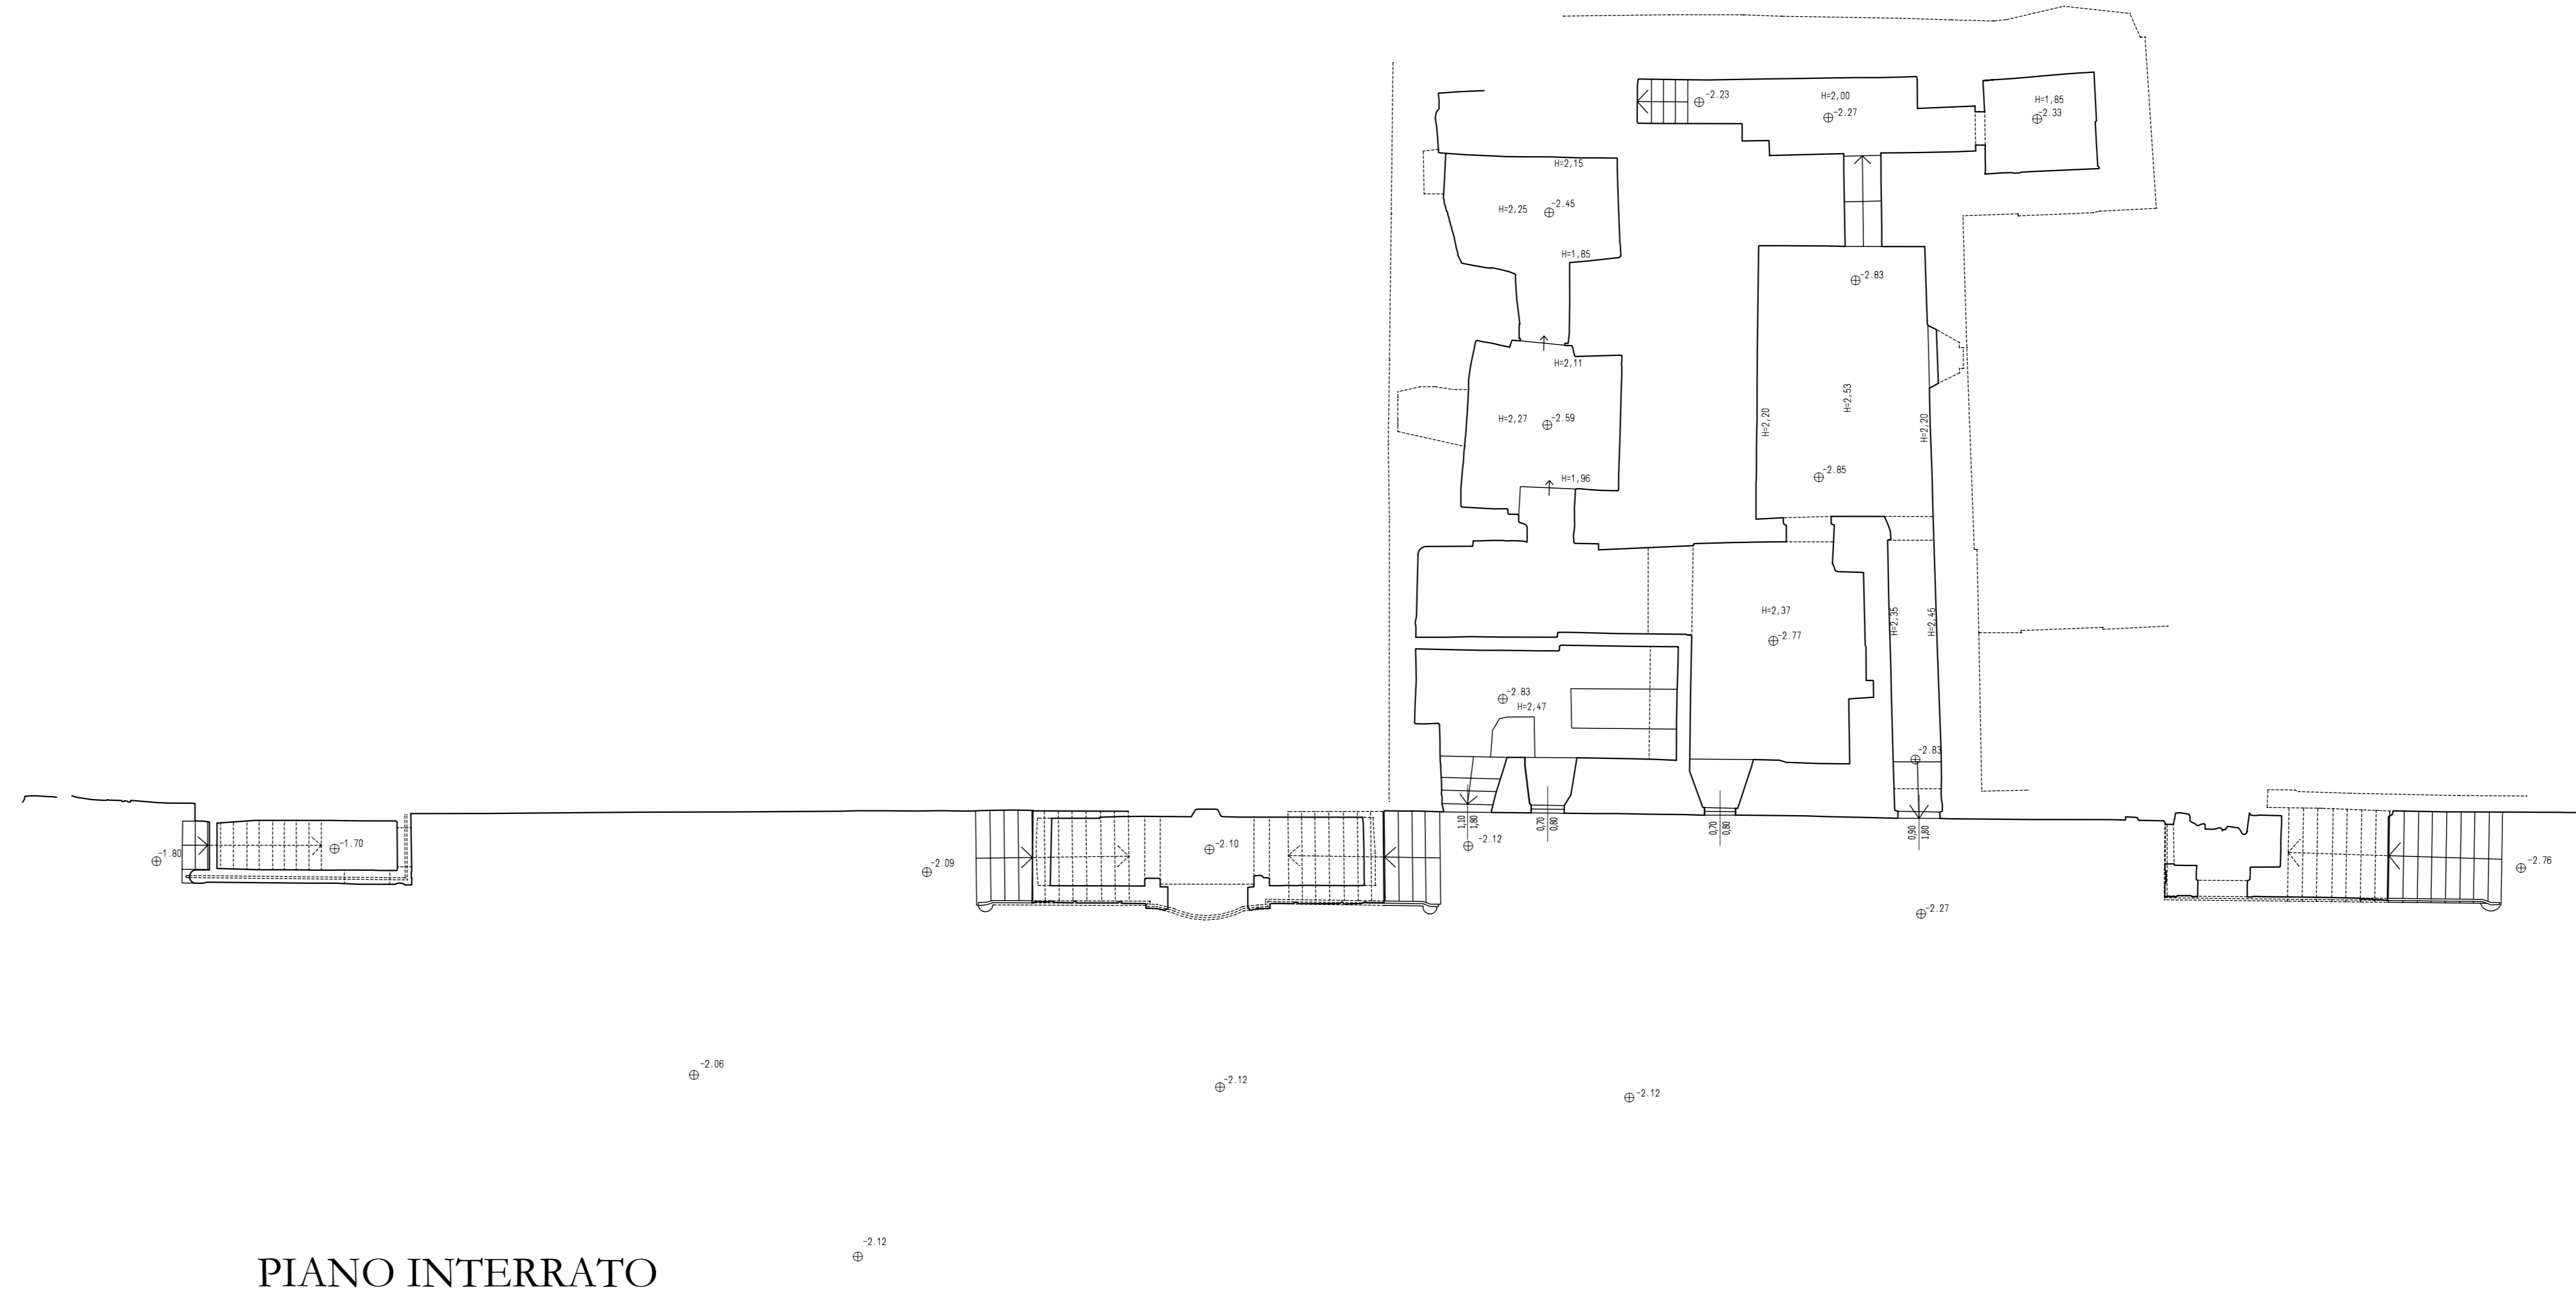 -2.23
H=2,00
-2.27
H=1,85
-2.33
H=2,15
H=2,25
-2.45
H=1,85
-2.83
H=2,11
H=2,27
-2.59
H=2,20
H=2,53
H=2,20
H=1,96
-2.85
H=2,37
-2.77
H=2,35
H=2,45
-2.83
H=2,47
-2.83
1,10
1,80
0,70
0,80
0,70
0,80
0,90
1,80
-1.80
-1.70
-2.09
-2.10
-2.12
-2.27
-2.76
-2.06
-2.12
-2.12
-2.12
PIANO INTERRATO